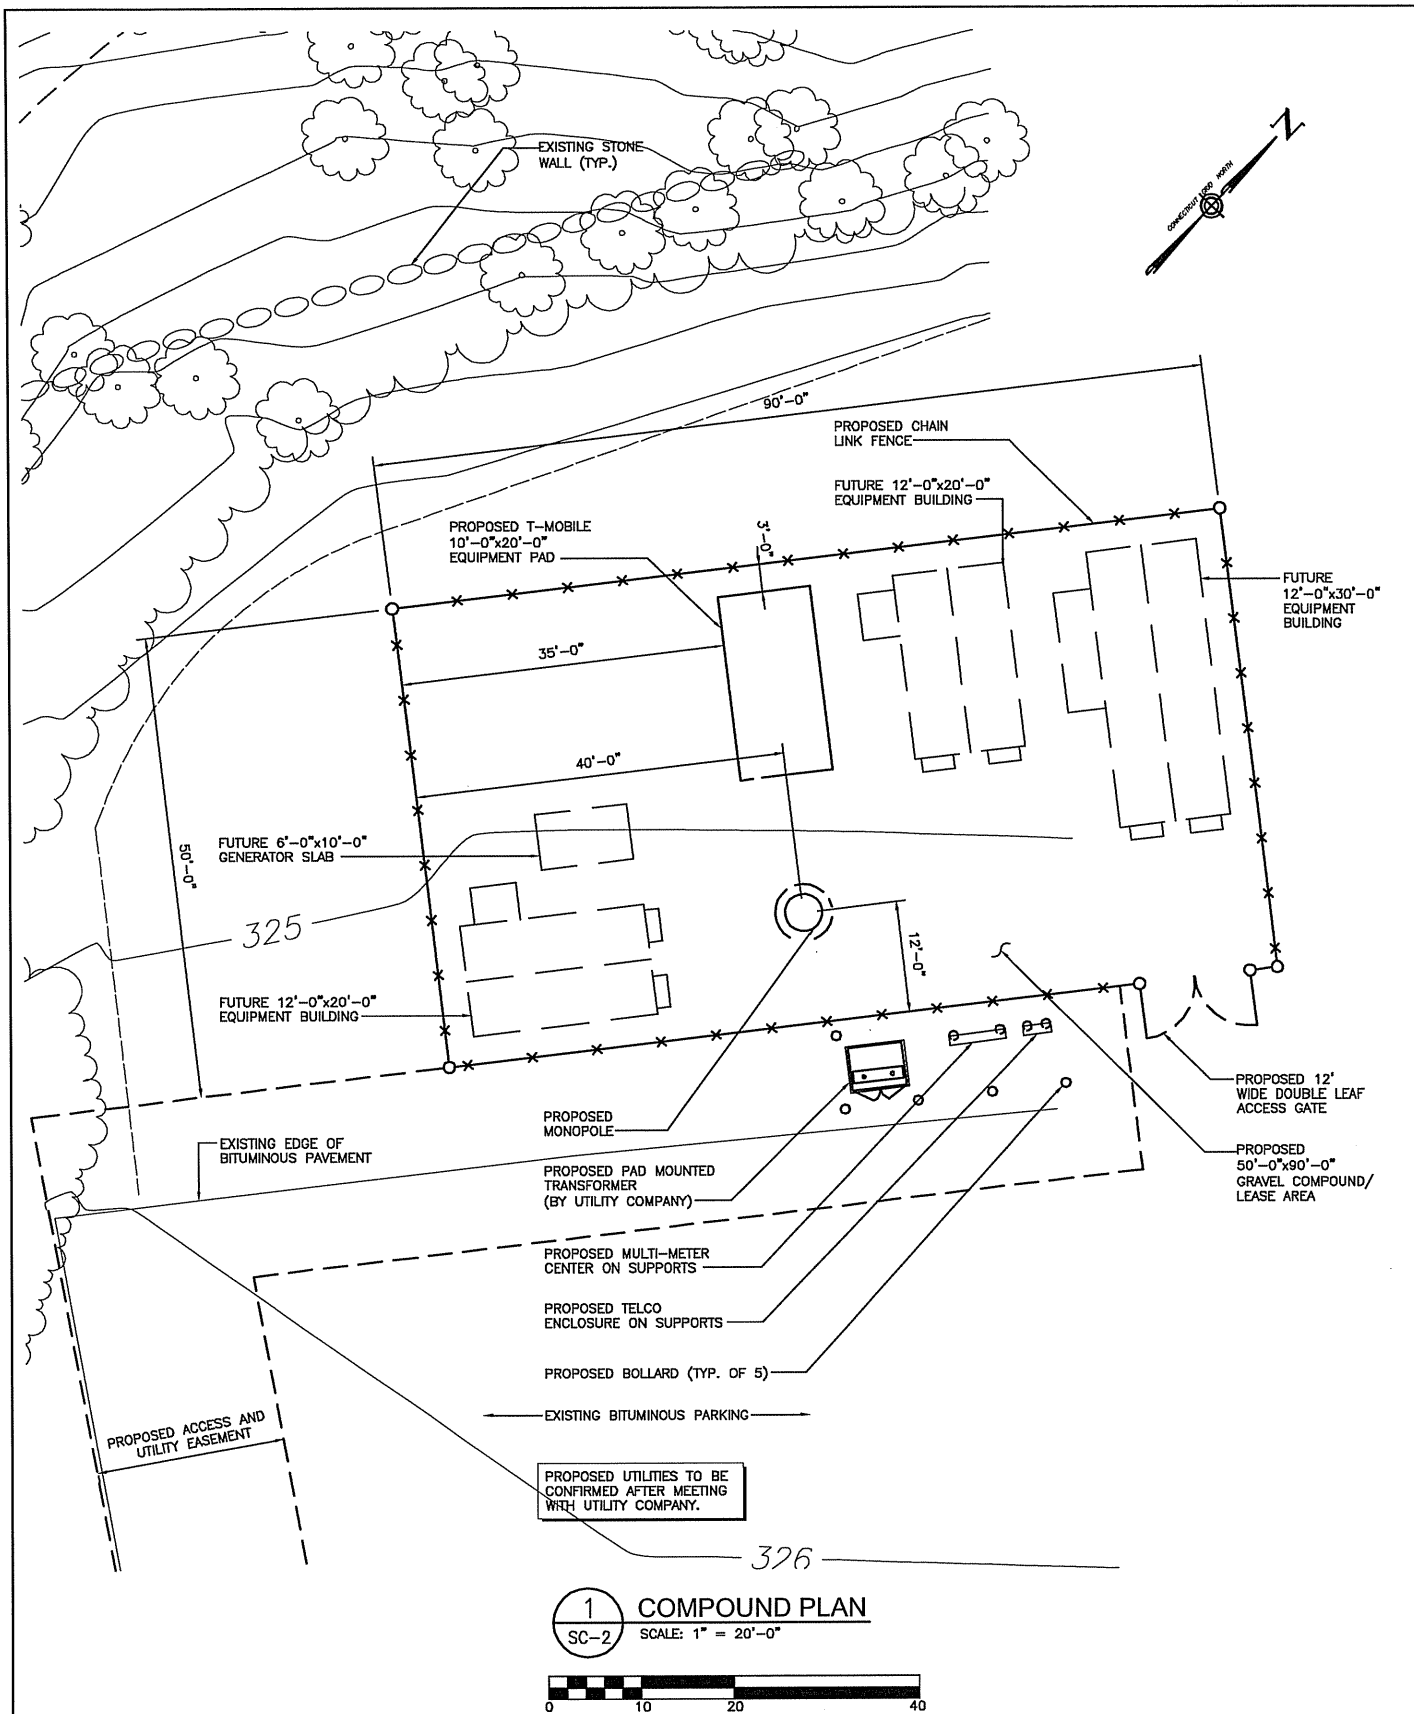 EXISTING STONE
WALL (TYP.)
N
CONNECTICUT GRID NORTH
90'-0"
PROPOSED CHAIN
LINK FENCE
FUTURE 12'-0"x20'-0"
EQUIPMENT BUILDING
PROPOSED T-MOBILE
10'-0"x20'-0"
EQUIPMENT PAD
3'-0"
FUTURE
12'-0"x30'-0"
EQUIPMENT
BUILDING
35'-0"
40'-0"
50'-0"
FUTURE 6'-0"x10'-0"
GENERATOR SLAB
325
12'-0"
FUTURE 12'-0"x20'-0"
EQUIPMENT BUILDING
PROPOSED
MONOPOLE
PROPOSED 12'
WIDE DOUBLE LEAF
ACCESS GATE
EXISTING EDGE OF
BITUMINOUS PAVEMENT
PROPOSED
50'-0"x90'-0"
GRAVEL COMPOUND/
LEASE AREA
PROPOSED PAD MOUNTED
TRANSFORMER
(BY UTILITY COMPANY)
PROPOSED MULTI-METER
CENTER ON SUPPORTS
PROPOSED TELCO
ENCLOSURE ON SUPPORTS
PROPOSED BOLLARD (TYP. OF 5)
EXISTING BITUMINOUS PARKING
PROPOSED ACCESS AND
UTILITY EASEMENT
PROPOSED UTILITIES TO BE
CONFIRMED AFTER MEETING
WITH UTILITY COMPANY.
326
1
SC-2
COMPOUND PLAN
SCALE: 1" = 20'-0"
0 10 20 40